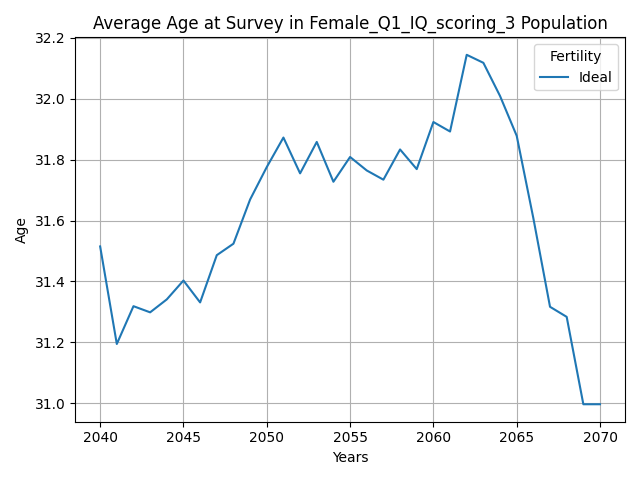 Average Age at Survey in Female_Q1_IQ_scoring_3 Population
32.2
32.0
31.8
31.6
31.4
31.2
31.0
Age
Fertility
Ideal
2040 2045 2050 2055 2060 2065 2070
Years